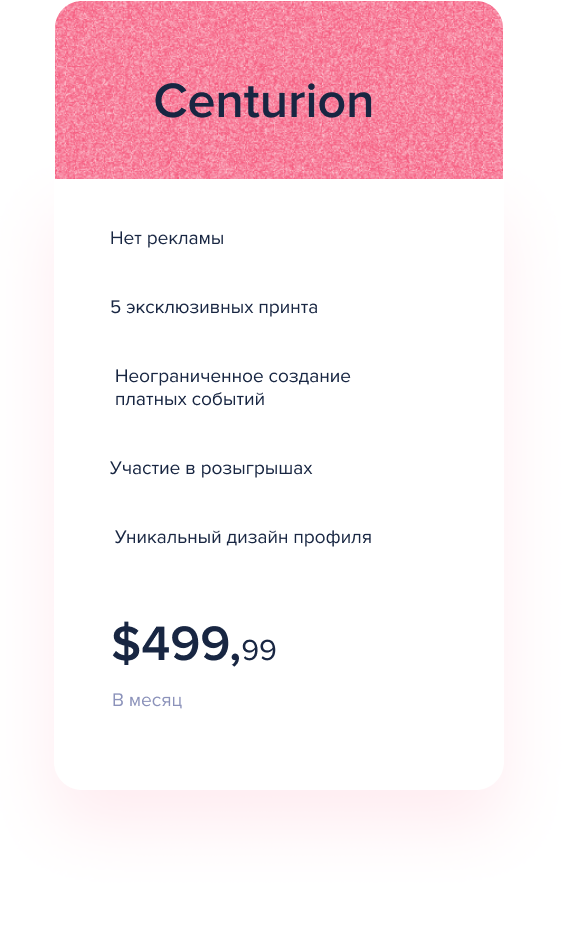 Centurion
Нет рекламы
5 эксклюзивных принта
Неограниченное создание
платных событий
Участие в розыгрышах
Уникальный дизайн профиля
$499,99
В месяц